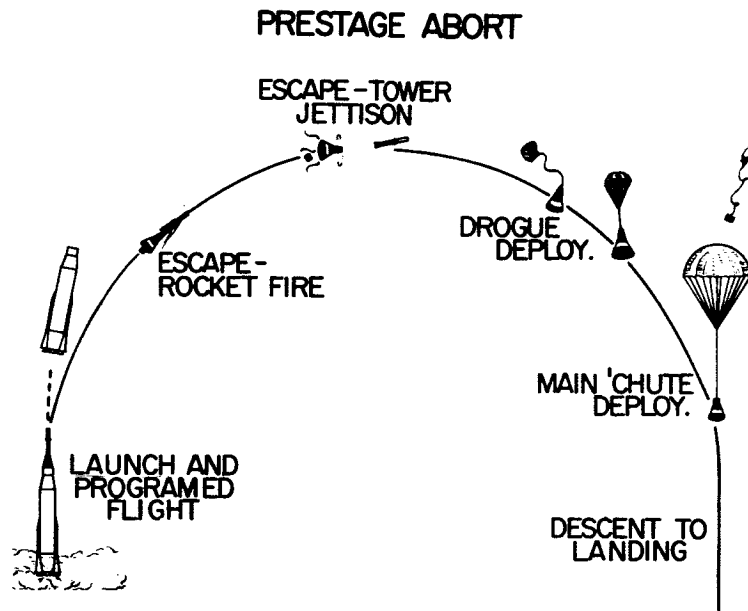 PRESTAGE ABORT
ESCAPE-TOWER
JETTISON
ESCAPE-
ROCKET FIRE
DROGUE
DEPLOY.
MAIN 'CHUTE
DEPLOY.
LAUNCH AND
PROGRAMED
FLIGHT
DESCENT TO
LANDING